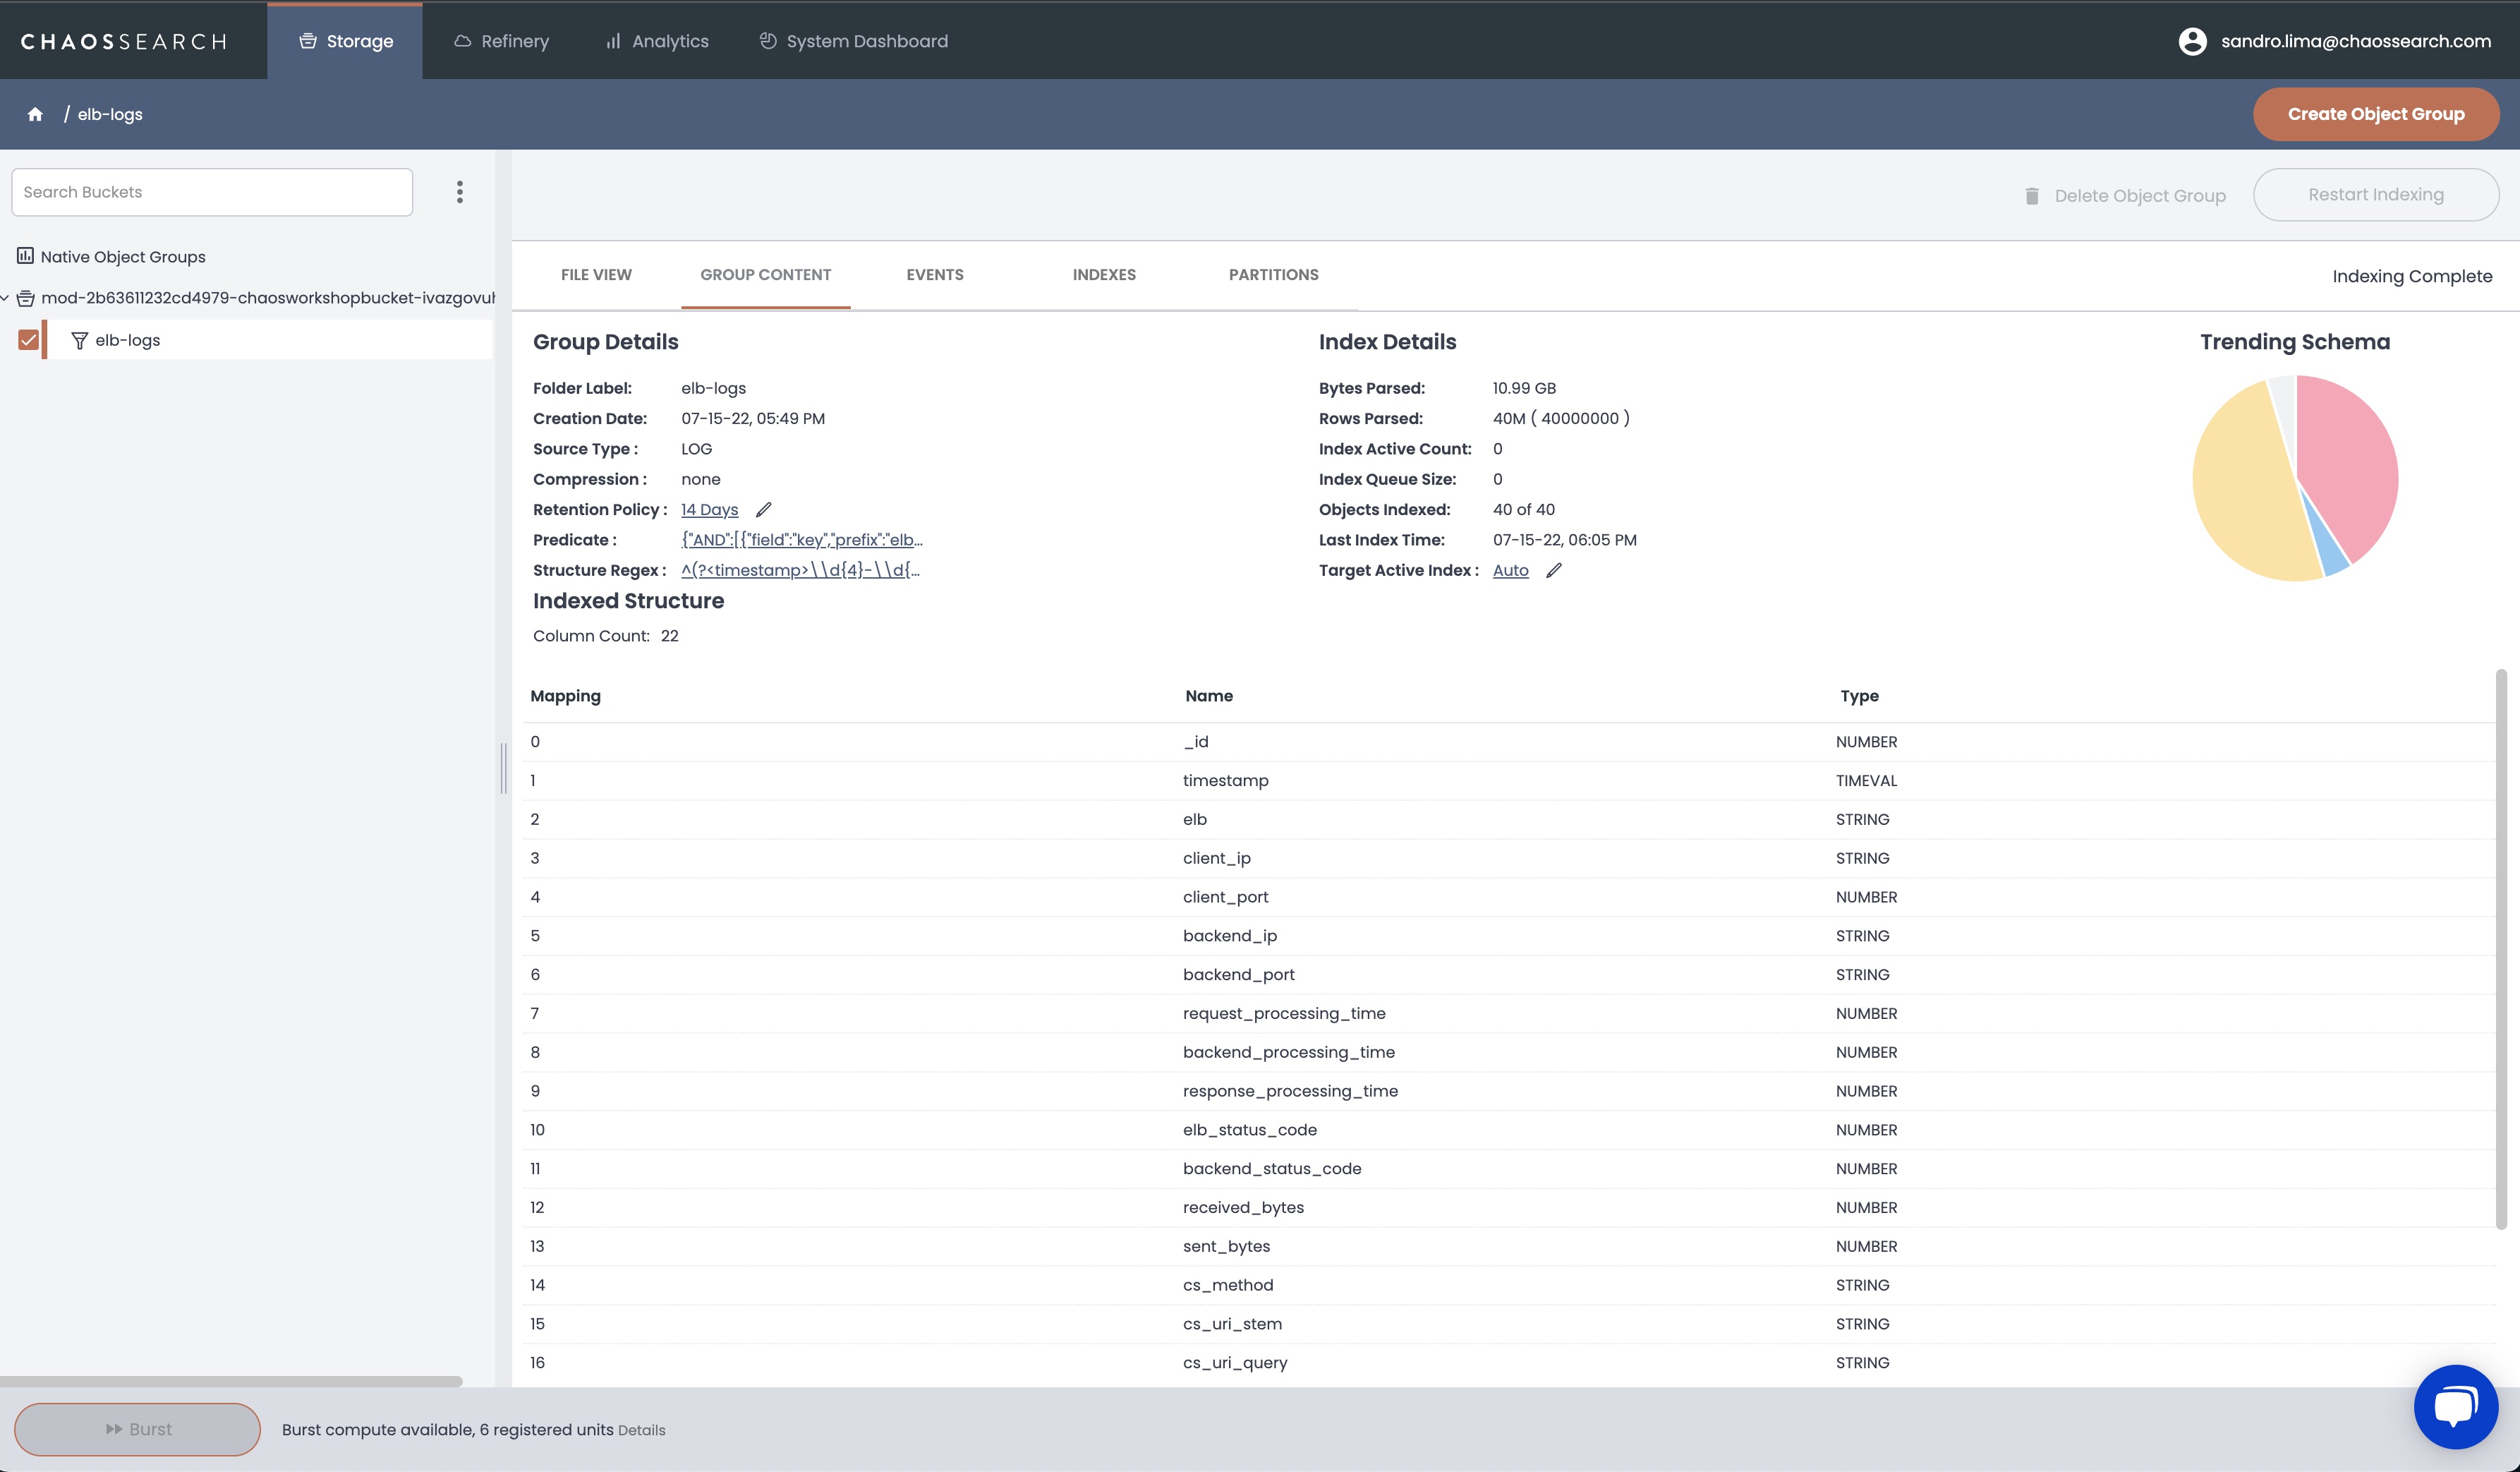 CHAOSSEARCH
Storage
Refinery
Analytics
System Dashboard
sandro.lima@chaossearch.com
/ elb-logs
Create Object Group
Search Buckets
Delete Object Group
Restart Indexing
Native Object Groups
mod-2b63611232cd4979-chaosworkshopbucket-ivazgovuh
elb-logs
FILE VIEW
GROUP CONTENT
EVENTS
INDEXES
PARTITIONS
Indexing Complete
Group Details
Folder Label: elb-logs
Creation Date: 07-15-22, 05:49 PM
Source Type : LOG
Compression : none
Retention Policy : 14 Days
Predicate : {"AND":[{"field":"key","prefix":"elb...
Structure Regex : ^(?<timestamp>\\d{4}-\\d{...
Index Details
Bytes Parsed: 10.99 GB
Rows Parsed: 40M ( 40000000 )
Index Active Count: 0
Index Queue Size: 0
Objects Indexed: 40 of 40
Last Index Time: 07-15-22, 06:05 PM
Target Active Index : Auto
Trending Schema
Indexed Structure
Column Count: 22
Mapping Name Type
0 _id NUMBER
1 timestamp TIMEVAL
2 elb STRING
3 client_ip STRING
4 client_port NUMBER
5 backend_ip STRING
6 backend_port STRING
7 request_processing_time NUMBER
8 backend_processing_time NUMBER
9 response_processing_time NUMBER
10 elb_status_code NUMBER
11 backend_status_code NUMBER
12 received_bytes NUMBER
13 sent_bytes NUMBER
14 cs_method STRING
15 cs_uri_stem STRING
16 cs_uri_query STRING
Burst
Burst compute available, 6 registered units Details